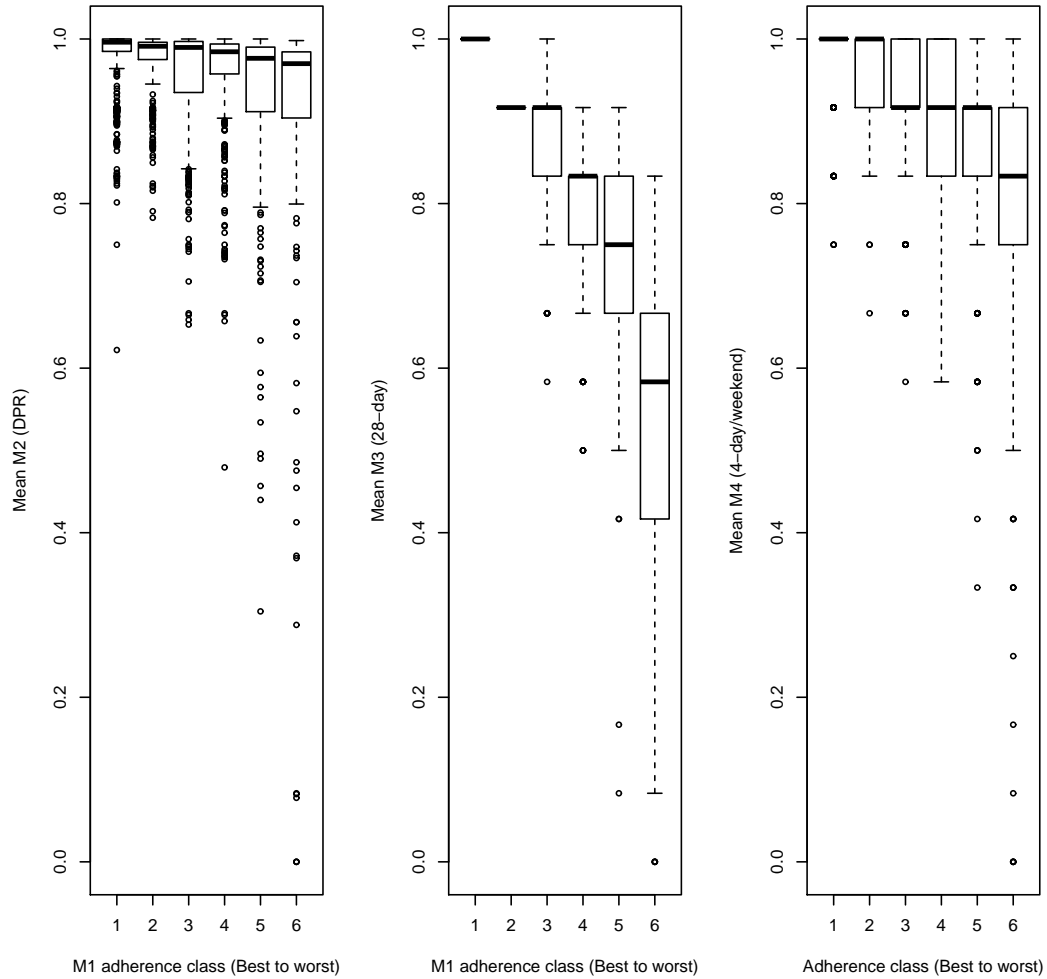 1.0
0.8
0.6
0.4
0.2
0.0
Mean M2 (DPR)
1 2 3 4 5 6
M1 adherence class (Best to worst)
1.0
0.8
0.6
0.4
0.2
0.0
Mean M3 (28−day)
1 2 3 4 5 6
M1 adherence class (Best to worst)
1.0
0.8
0.6
0.4
0.2
0.0
Mean M4 (4−day/weekend)
1 2 3 4 5 6
Adherence class (Best to worst)